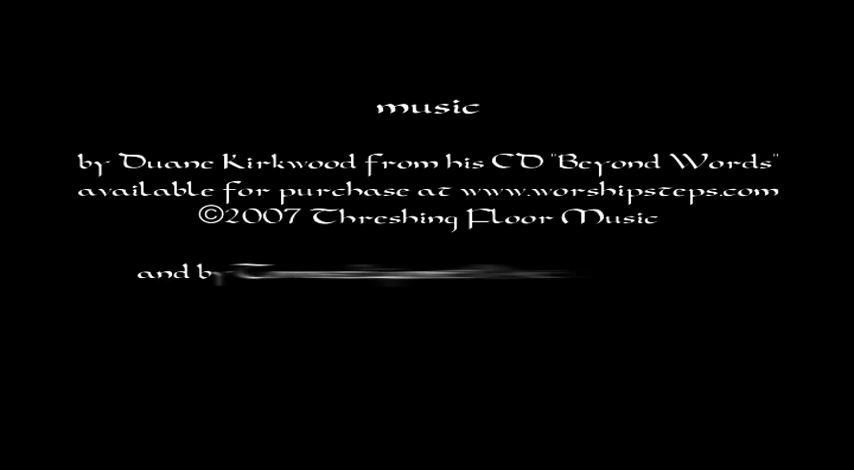 music
by Duane Kirkwood from his CD "Beyond Words"
available for purchase at www.worshipsteps.com
©2007 Threshing Floor Music
and by